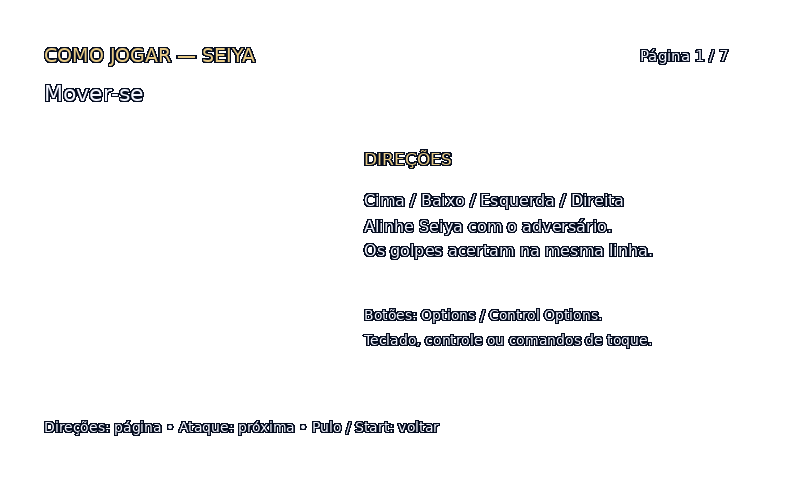 COMO JOGAR — SEIYA
Página 1 / 7
Mover-se
DIREÇÕES
Cima / Baixo / Esquerda / Direita
Alinhe Seiya com o adversário.
Os golpes acertam na mesma linha.
Botões: Options / Control Options.
Teclado, controle ou comandos de toque.
Direções: página • Ataque: próxima • Pulo / Start: voltar